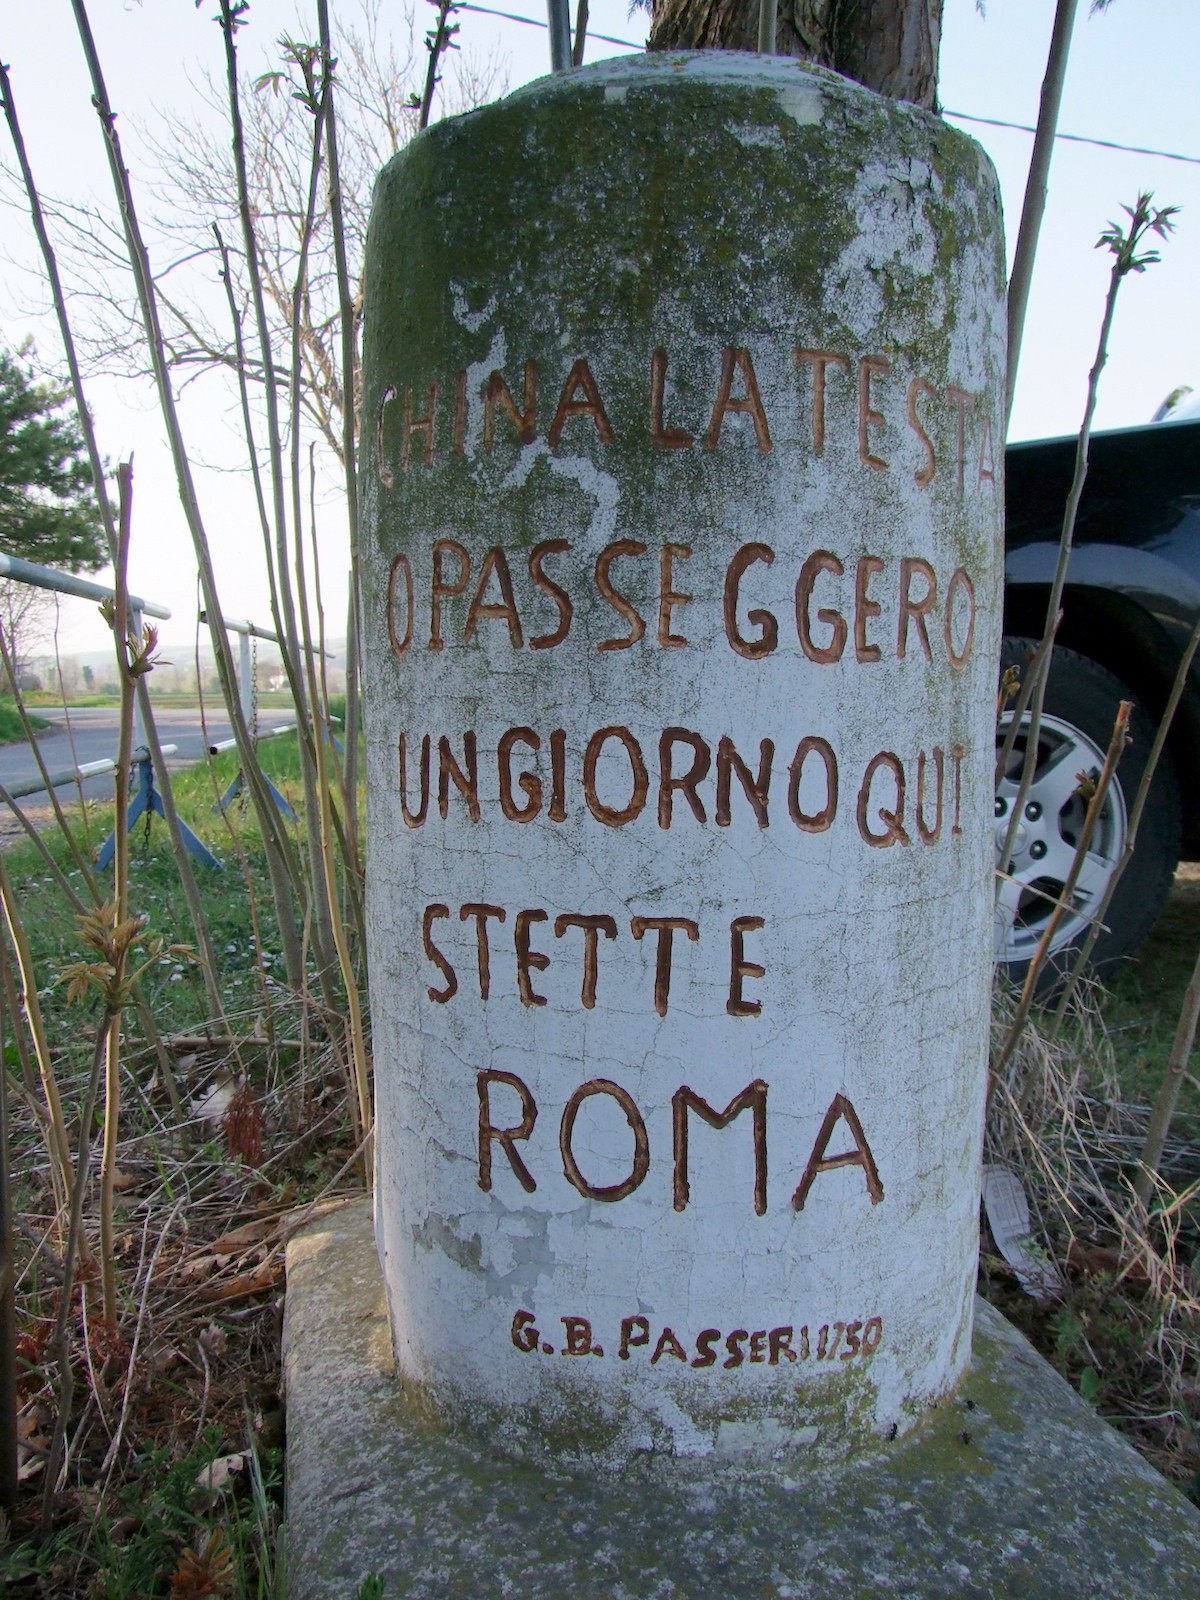 CHINA LA TESTA
O PASSEGGERO
UN GIORNO QUI
STETTE
ROMA
G. B. PASSERI 1750